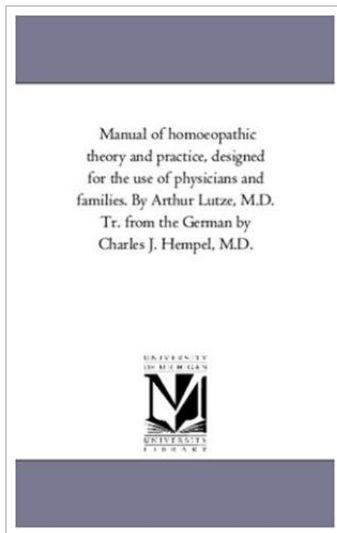 Manual of homoeopathic
theory and practice, designed
for the use of physicians and
families. By Arthur Lutze, M.D.
Tr. from the German by
Charles J. Hempel, M.D.
UNIVERSITY
OF MICHIGAN
M
UNIVERSITY
LIBRARY